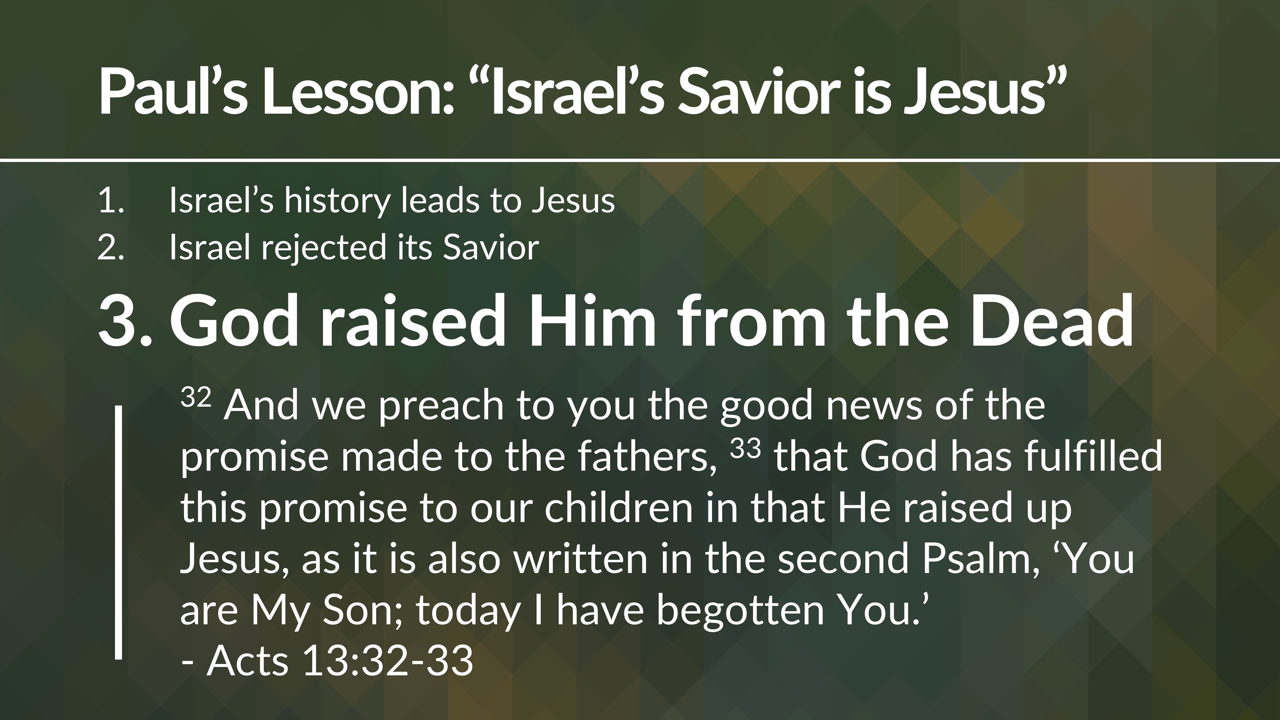 Paul’s Lesson: “Israel’s Savior is Jesus”
1. Israel’s history leads to Jesus
2. Israel rejected its Savior
3. God raised Him from the Dead
32 And we preach to you the good news of the
promise made to the fathers, 33 that God has fulfilled
this promise to our children in that He raised up
Jesus, as it is also written in the second Psalm, ‘You
are My Son; today I have begotten You.’
- Acts 13:32-33